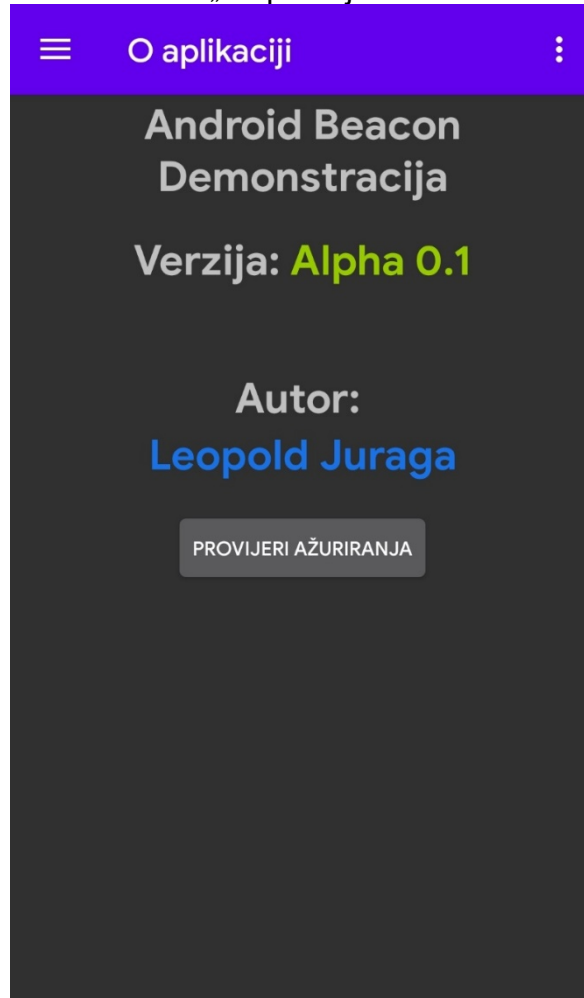 O aplikaciji
Android Beacon
Demonstracija
Verzija: Alpha 0.1
Autor:
Leopold Juraga
PROVIJERI AŽURIRANJA